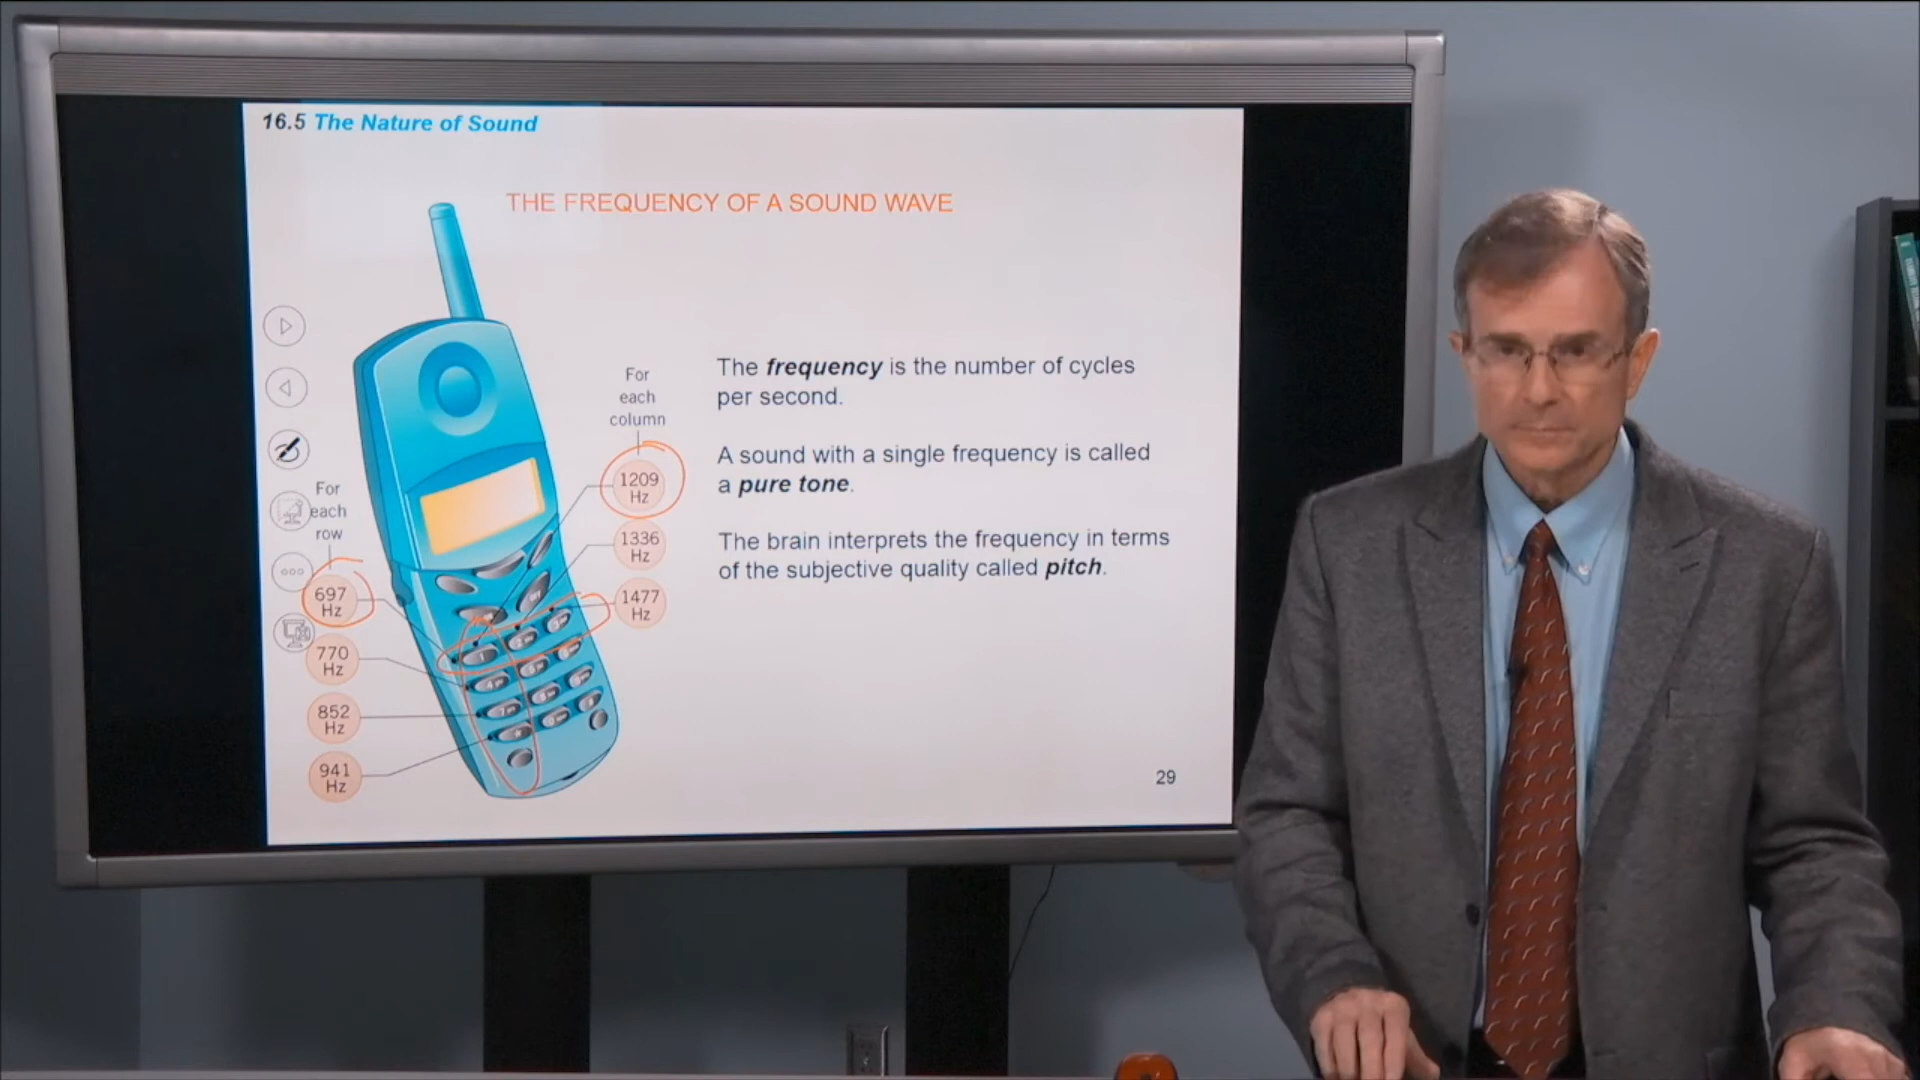 16.5 The Nature of Sound
THE FREQUENCY OF A SOUND WAVE
For
each
column
1209
Hz
1336
Hz
1477
Hz
For
each
row
697
Hz
770
Hz
852
Hz
941
Hz
The frequency is the number of cycles
per second.
A sound with a single frequency is called
a pure tone.
The brain interprets the frequency in terms
of the subjective quality called pitch.
29